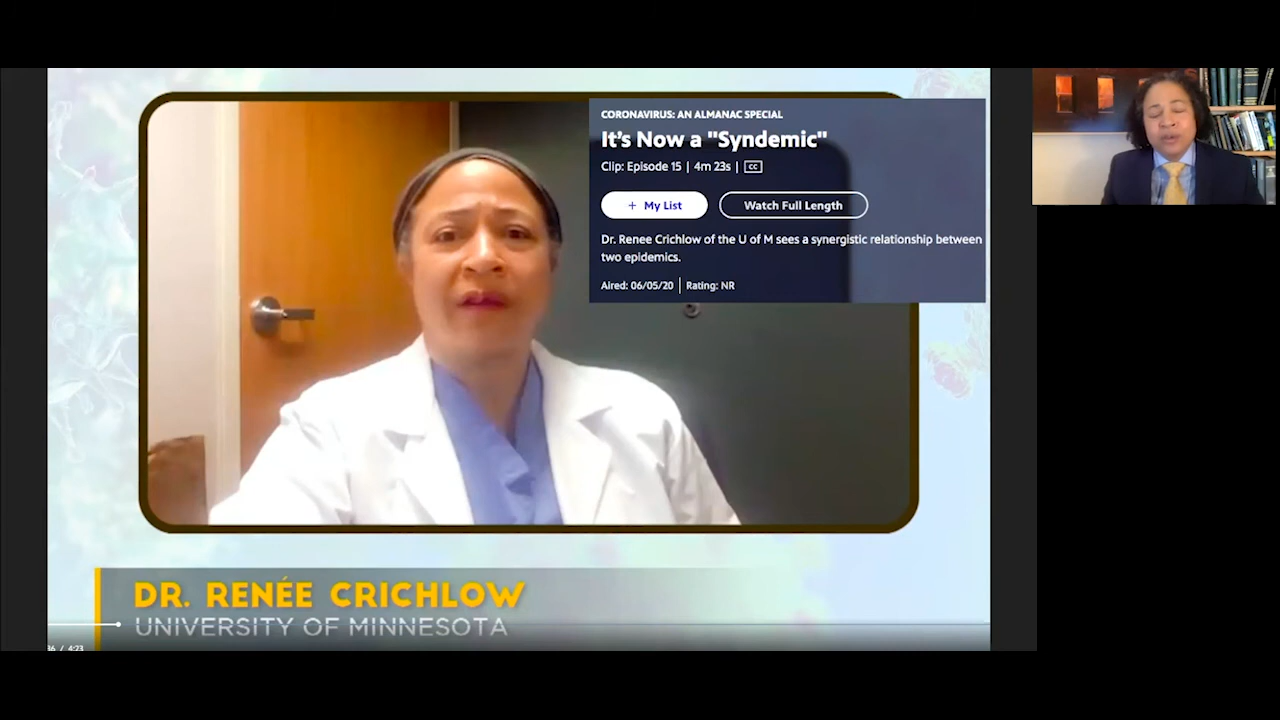 CORONAVIRUS: AN ALMANAC SPECIAL
It's Now a "Syndemic"
Clip: Episode 15 | 4m 23s | CC
+ My List
Watch Full Length
Dr. Renee Crichlow of the U of M sees a synergistic relationship between
two epidemics.
Aired: 06/05/20 | Rating: NR
DR. RENÉE CRICHLOW
UNIVERSITY OF MINNESOTA
/ 4:23